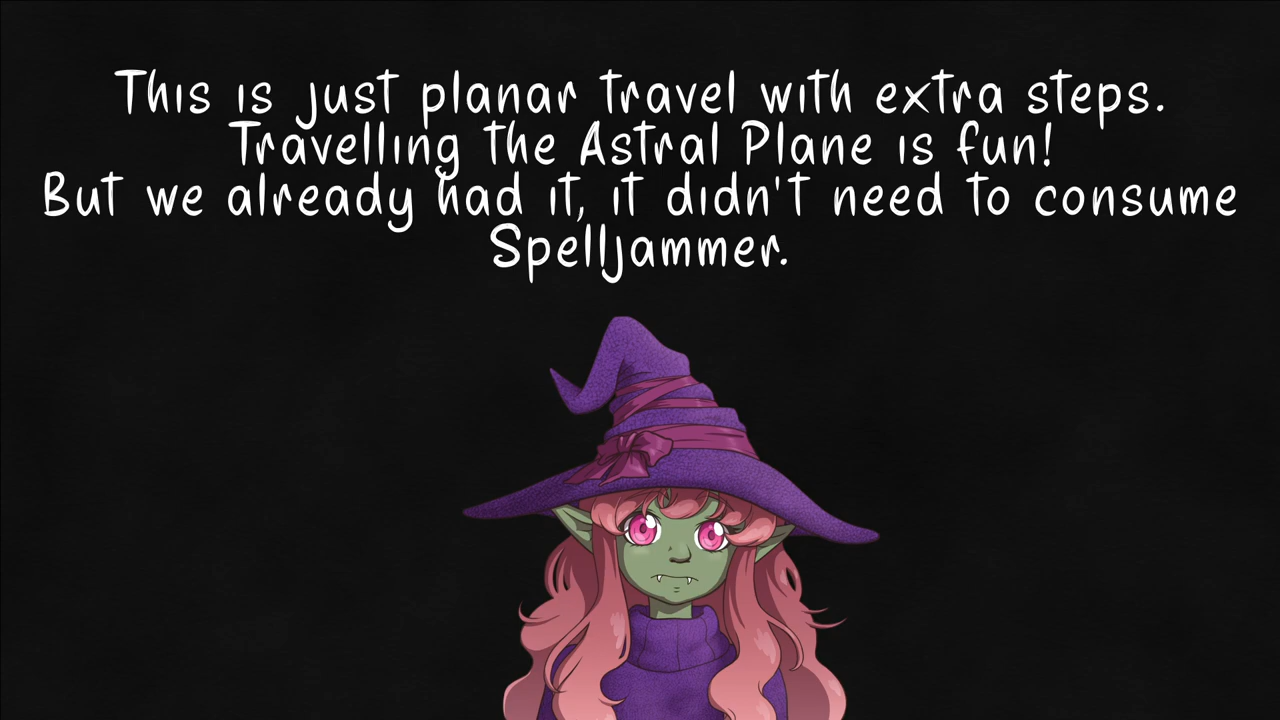 This is just planar travel with extra steps.
Travelling the Astral Plane is fun!
But we already had it, it didn't need to consume
Spelljammer.